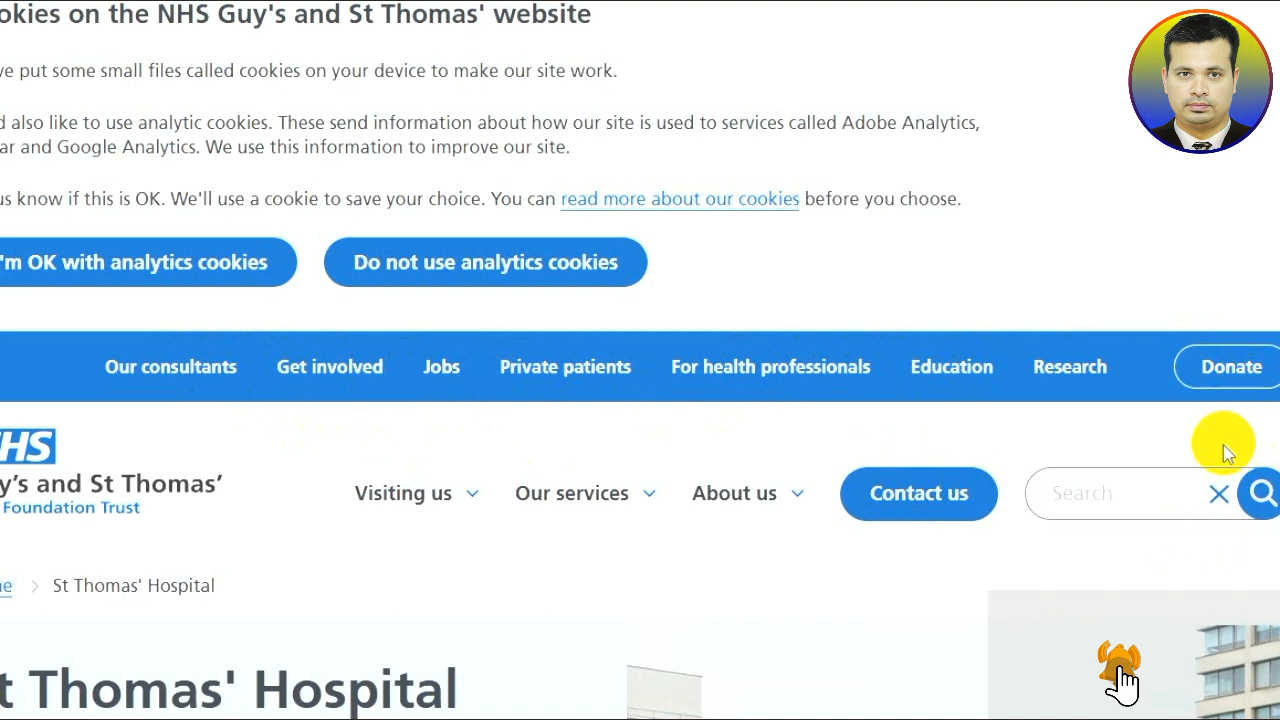 okies on the NHS Guy's and St Thomas' website
ve put some small files called cookies on your device to make our site work.
d also like to use analytic cookies. These send information about how our site is used to services called Adobe Analytics,
ar and Google Analytics. We use this information to improve our site.
us know if this is OK. We'll use a cookie to save your choice. You can read more about our cookies before you choose.
'm OK with analytics cookies
Do not use analytics cookies
Our consultants Get involved Jobs Private patients For health professionals Education Research Donate
HS
y's and St Thomas'
Foundation Trust
Visiting us Our services About us Contact us Search
me St Thomas' Hospital
t Thomas' Hospital